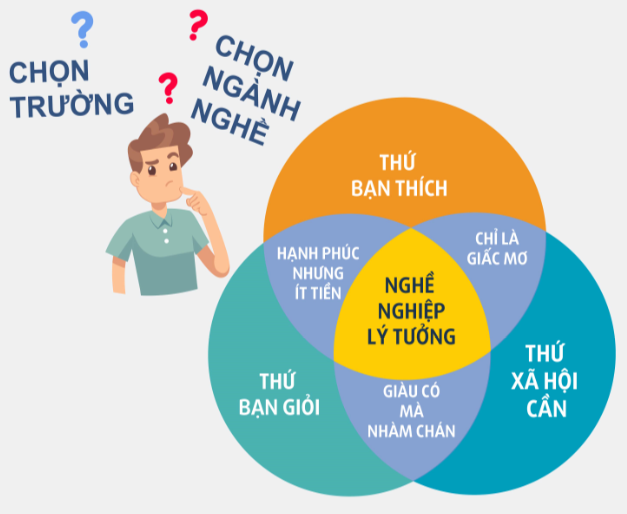 ?
?
?
CHỌN
TRƯỜNG
CHỌN
NGÀNH
NGHỀ
THỨ
BẠN THÍCH
HẠNH PHÚC
NHƯNG
ÍT TIỀN
CHỈ LÀ
GIẤC MƠ
NGHỀ
NGHIỆP
LÝ TƯỞNG
THỨ
BẠN GIỎI
GIÀU CÓ
MÀ
NHÀM CHÁN
THỨ
XÃ HỘI
CẦN